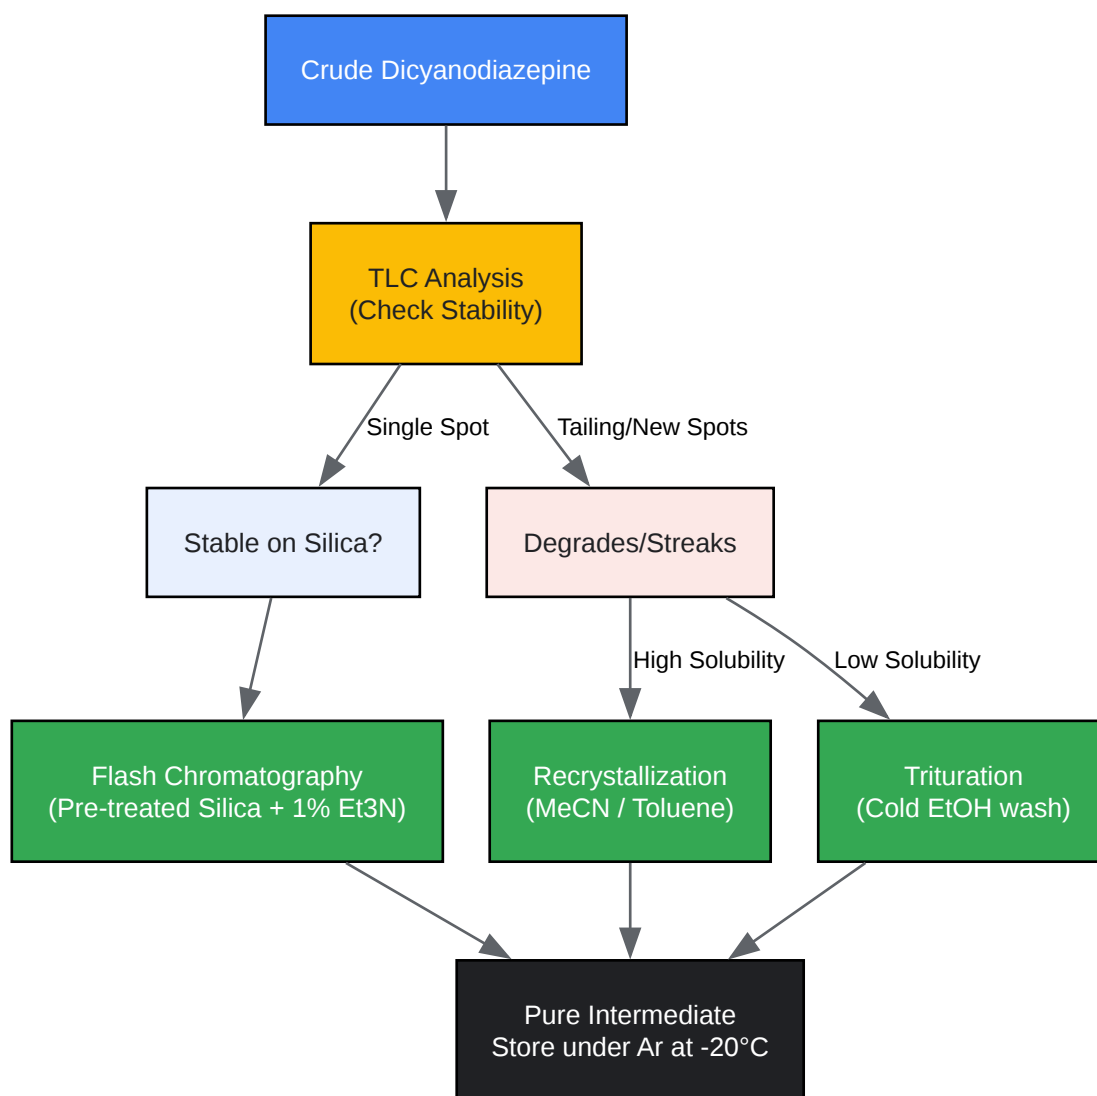 Crude Dicyanodiazepine
TLC Analysis
(Check Stability)
Single Spot
Tailing/New Spots
Stable on Silica?
Degrades/Streaks
High Solubility
Low Solubility
Flash Chromatography
(Pre-treated Silica + 1% Et3N)
Recrystallization
(MeCN / Toluene)
Trituration
(Cold EtOH wash)
Pure Intermediate
Store under Ar at -20°C